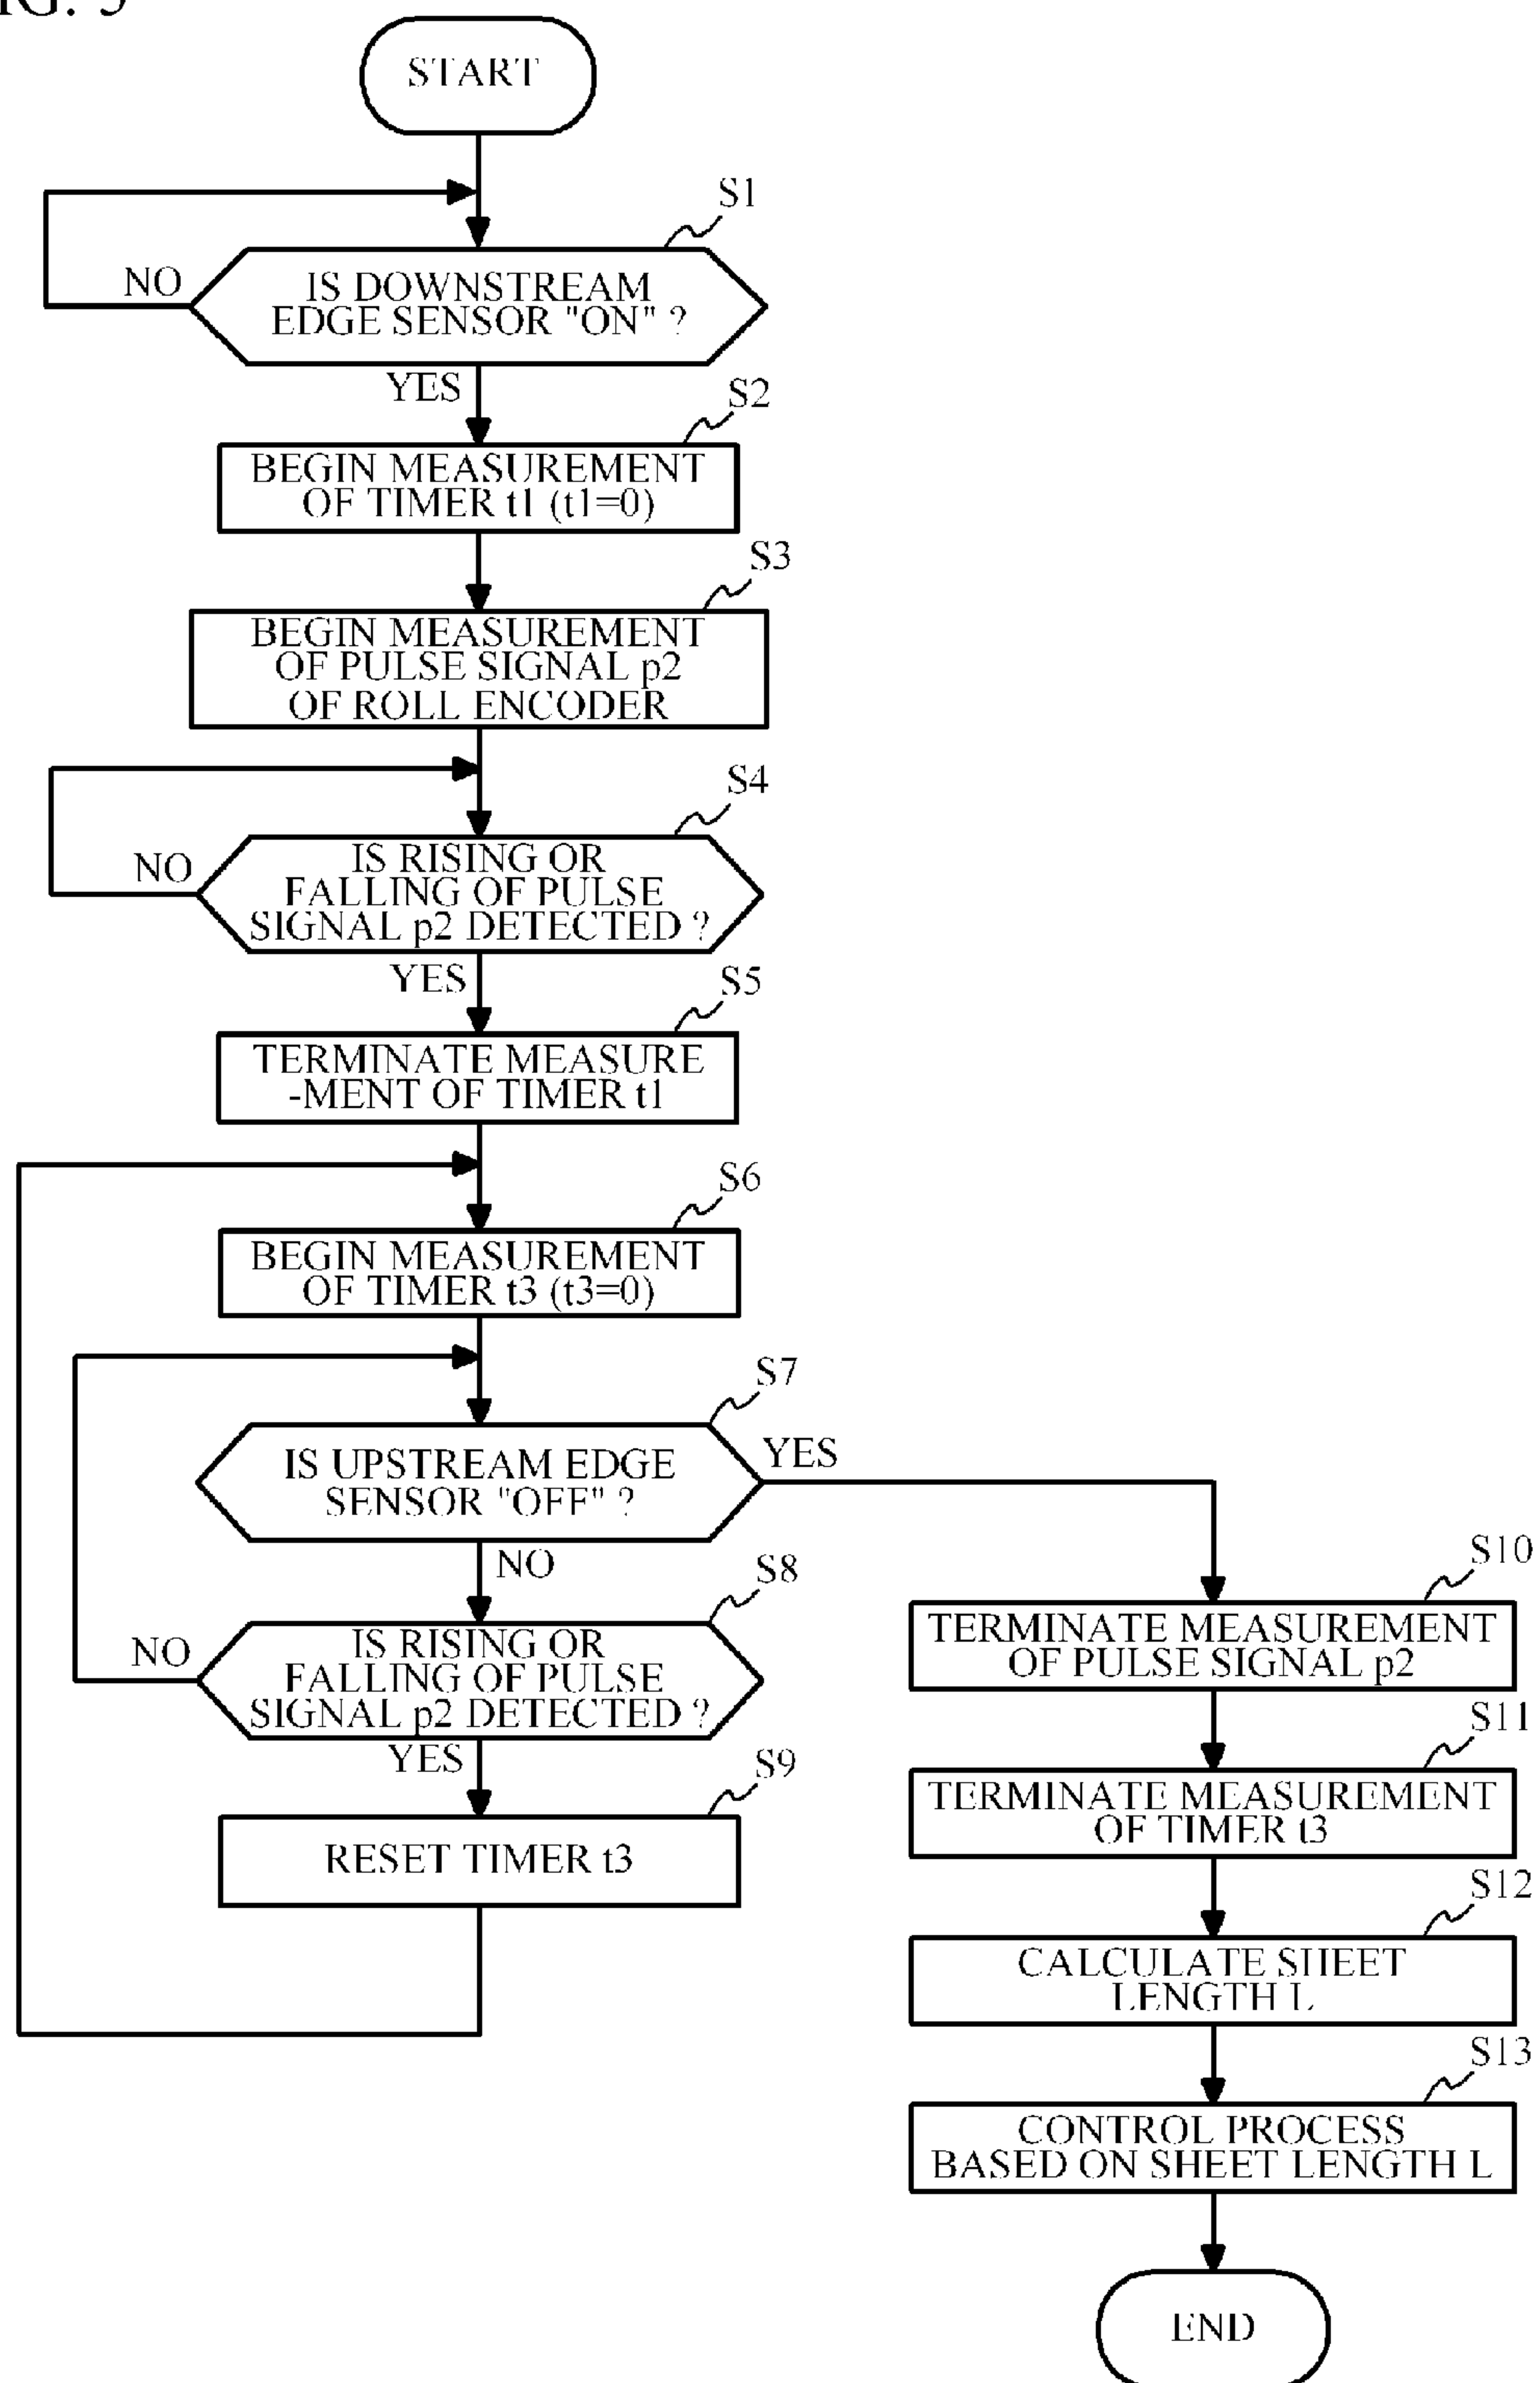 FIG. 5
START
S1
NO
IS DOWNSTREAM
EDGE SENSOR "ON" ?
YES
S2
BEGIN MEASUREMENT
OF TIMER t1 (t1=0)
S3
BEGIN MEASUREMENT
OF PULSE SIGNAL p2
OF ROLL ENCODER
S4
NO
IS RISING OR
FALLING OF PULSE
SIGNAL p2 DETECTED ?
YES
S5
TERMINATE MEASURE
-MENT OF TIMER t1
S6
BEGIN MEASUREMENT
OF TIMER t3 (t3=0)
S7
IS UPSTREAM EDGE
SENSOR "OFF" ?
YES
NO
S8
NO
IS RISING OR
FALLING OF PULSE
SIGNAL p2 DETECTED ?
YES
S9
RESET TIMER t3
S10
TERMINATE MEASUREMENT
OF PULSE SIGNAL p2
S11
TERMINATE MEASUREMENT
OF TIMER t3
S12
CALCULATE SHEET
LENGTH L
S13
CONTROL PROCESS
BASED ON SHEET LENGTH L
END